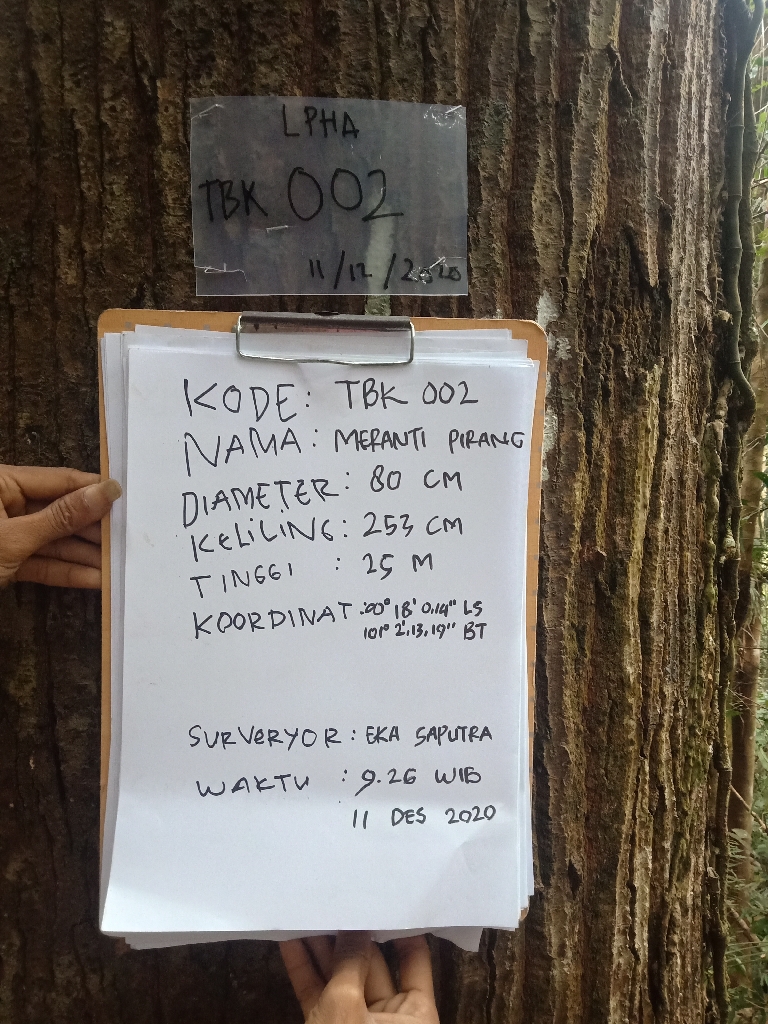 LPHA
TBK 002
11/12/2020
KODE: TBK 002
NAMA: MERANTI PIRANG
DIAMETER: 80 CM
KELILING: 253 CM
TINGGI : 25 M
KOORDINAT:00° 18' 0.14" LS
101° 2'.13,19" BT
SURVERYOR: EKA SAPUTRA
WAKTU : 9.26 WIB
11 DES 2020